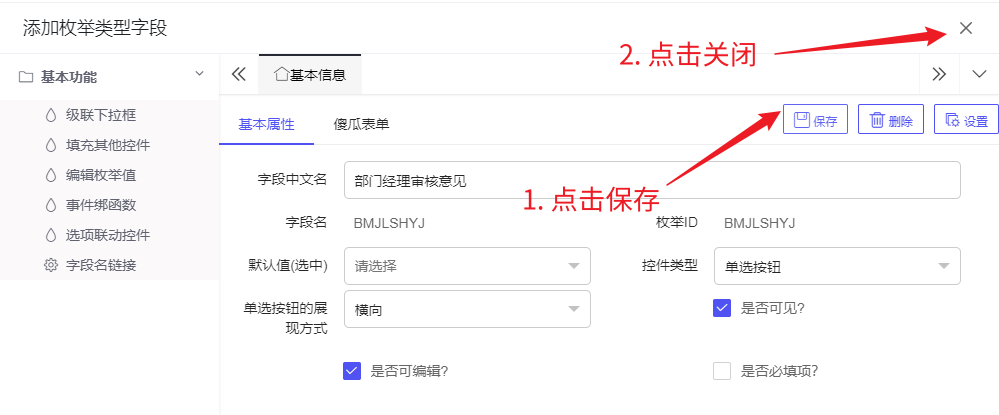 添加枚举类型字段
2. 点击关闭
基本功能
基本信息
级联下拉框
填充其他控件
编辑枚举值
事件绑函数
选项联动控件
字段名链接
基本属性
傻瓜表单
保存
删除
设置
1. 点击保存
字段中文名
部门经理审核意见
字段名
BMJLSHYJ
枚举ID
BMJLSHYJ
默认值(选中)
请选择
控件类型
单选按钮
单选按钮的展
现方式
横向
是否可见?
是否可编辑?
是否必填项?